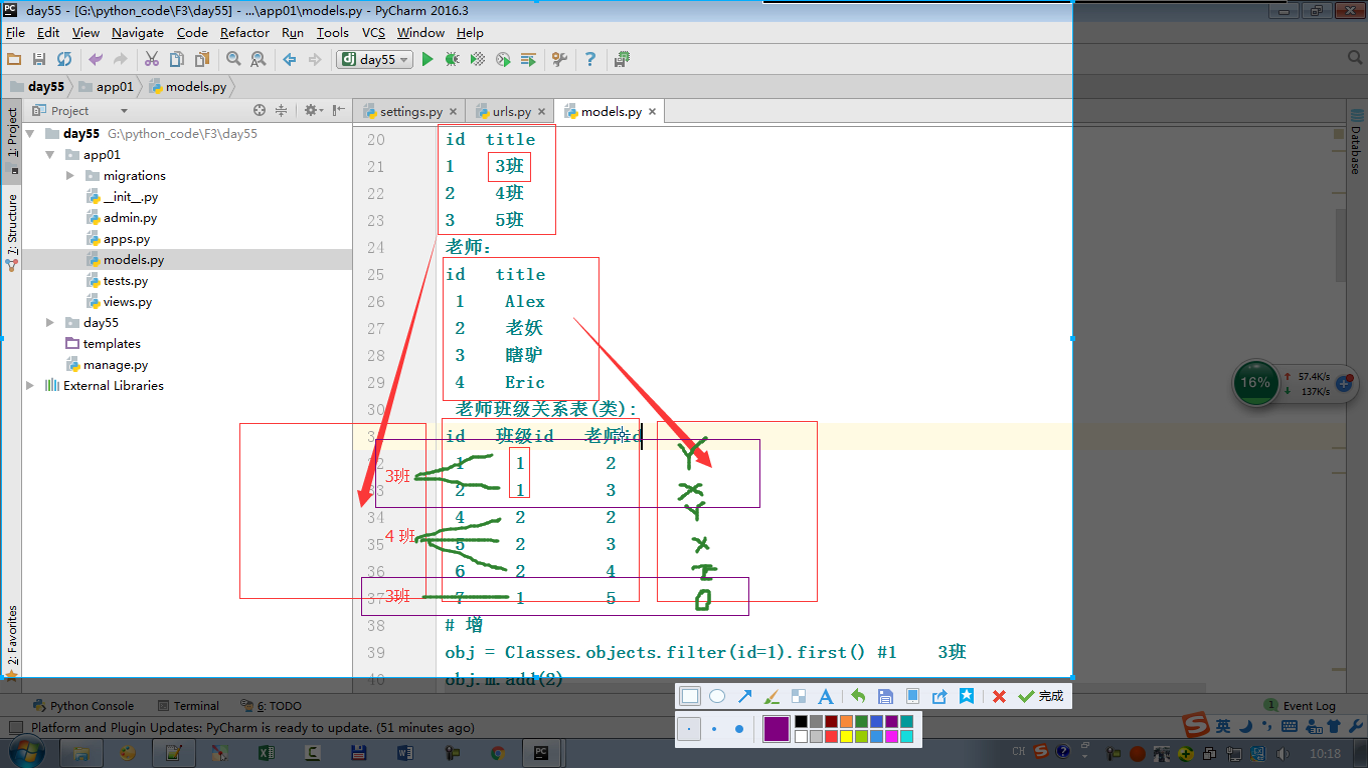 day55 - [G:\python_code\F3\day55] - ...\app01\models.py - PyCharm 2016.3
File Edit View Navigate Code Refactor Run Tools VCS Window Help
day55
day55 app01 models.py
Project
settings.py urls.py models.py
1: Project
7: Structure
2: Favorites
Database
day55 G:\python_code\F3\day55
app01
migrations
__init__.py
admin.py
apps.py
models.py
tests.py
views.py
day55
templates
manage.py
External Libraries
20 id title
21 1 3班
22 2 4班
23 3 5班
24 老师:
25 id title
26 1 Alex
27 2 老妖
28 3 瞎驴
29 4 Eric
30 老师班级关系表(类):
id 班级id 老师id
3班
1 1 2 Y
2 1 3 X
34 4 2 2 Y
4 班
35 5 2 3 X
36 6 2 4 I
37 3班 7 1 5 O
38 # 增
39 obj = Classes.objects.filter(id=1).first() #1 3班
40 obj.m.add(2)
16% 57.4K/s
137K/s
A 完成
Python Console Terminal 6: TODO 1 Event Log
Platform and Plugin Updates: PyCharm is ready to update. (51 minutes ago)
英
CH 10:18